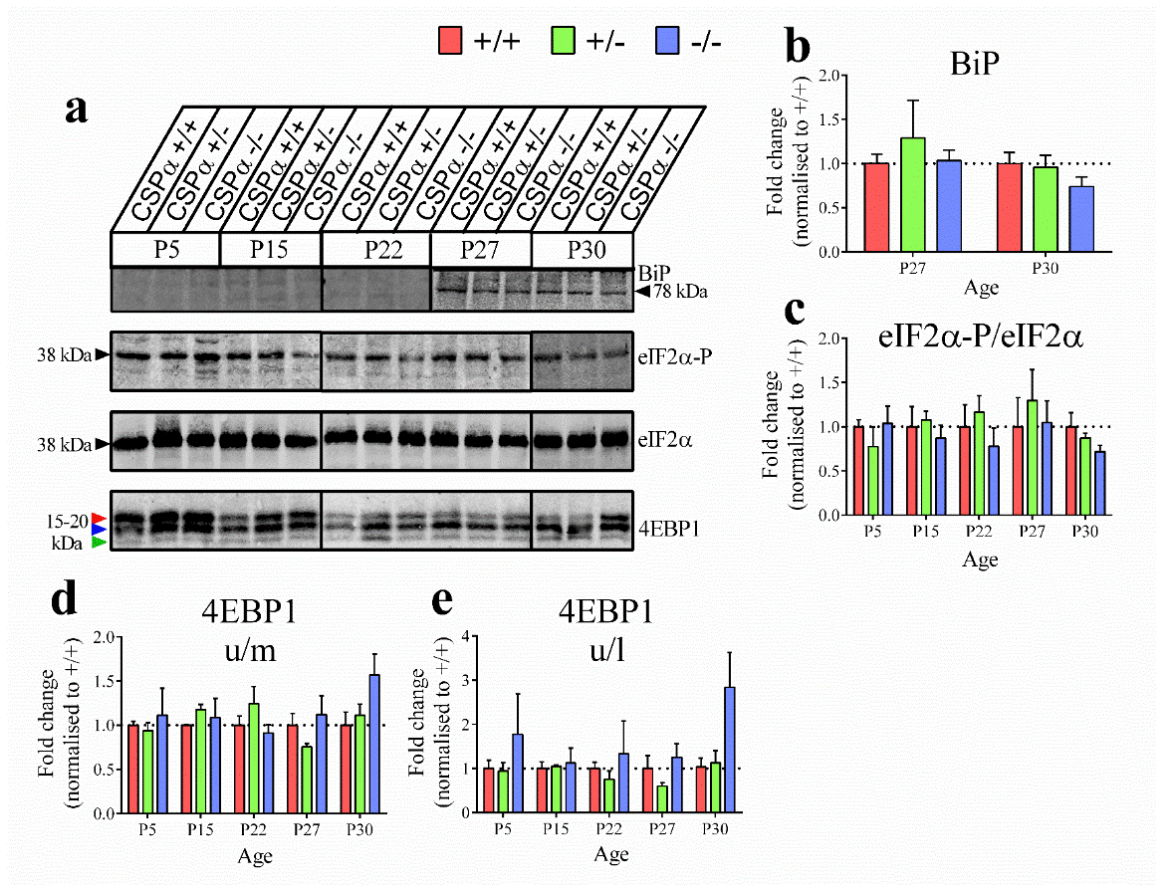 +/+ +/- -/-
a
CSPα +/+ CSPα +/- CSPα -/- CSPα +/+ CSPα +/- CSPα -/- CSPα +/+ CSPα +/- CSPα -/- CSPα +/+ CSPα +/- CSPα -/- CSPα +/+ CSPα +/- CSPα -/-
P5 P15 P22 P27 P30
BiP
78 kDa
38 kDa eIF2α-P
38 kDa eIF2α
15-20
kDa
4EBP1
b
BiP
Fold change
(normalised to +/+)
2.0
1.5
1.0
0.5
0.0
P27 P30
Age
c
eIF2α-P/eIF2α
Fold change
(normalised to +/+)
2.0
1.5
1.0
0.5
0.0
P5 P15 P22 P27 P30
Age
d
4EBP1
u/m
Fold change
(normalised to +/+)
2.0
1.5
1.0
0.5
0.0
P5 P15 P22 P27 P30
Age
e
4EBP1
u/l
Fold change
(normalised to +/+)
4
3
2
1
0
P5 P15 P22 P27 P30
Age